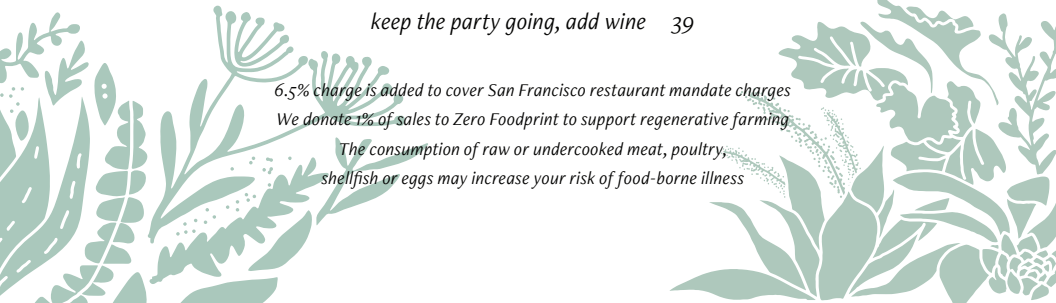 keep the party going, add wine 39
6.5% charge is added to cover San Francisco restaurant mandate charges
We donate 1% of sales to Zero Foodprint to support regenerative farming
The consumption of raw or undercooked meat, poultry,
shellfish or eggs may increase your risk of food-borne illness